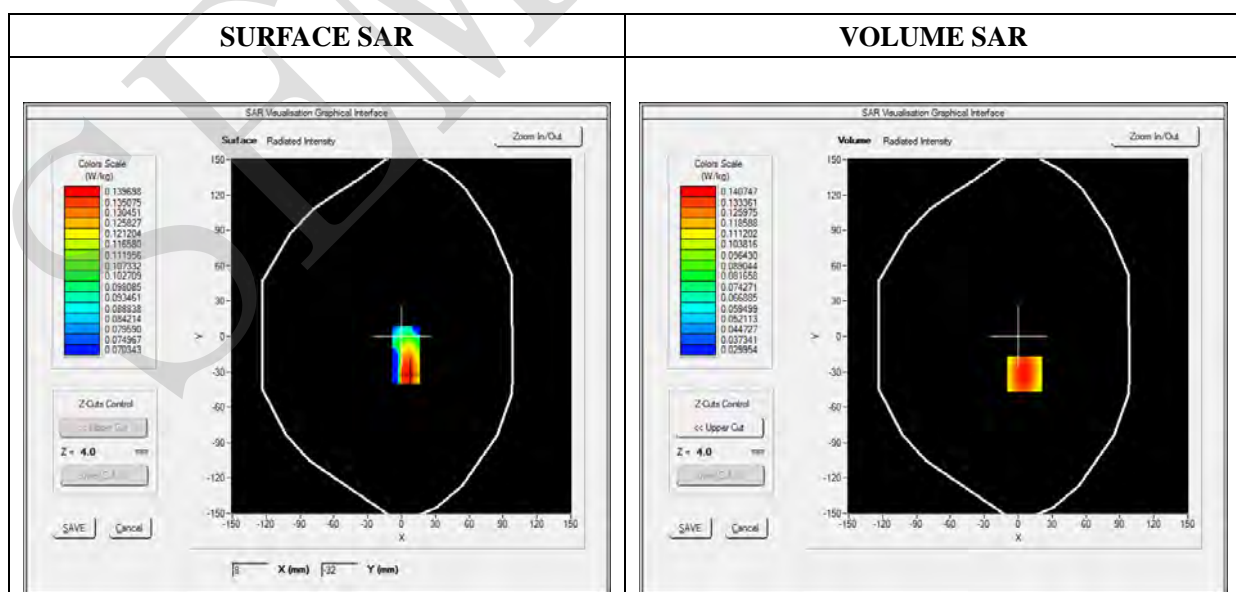 SURFACE SAR
VOLUME SAR
SAR Visualisation Graphical Interface
Surface Radiated Intensity
Zoom In/Out
Colors Scale
(W/kg)
0.139698
0.135075
0.130451
0.125827
0.121204
0.116580
0.111956
0.107332
0.102709
0.098085
0.093461
0.088838
0.084214
0.079590
0.074967
0.070343
Z-Cuts Control
<< Upper Cut
Z = 4.0 mm
SAVE Cancel
150
120
90
60
30
0
-30
-60
-90
-120
-150
Y
-150 -120 -90 -60 -30 0 30 60 90 120 150
X
8 X (mm) -32 Y (mm)
SAR Visualisation Graphical Interface
Volume Radiated Intensity
Zoom In/Out
Colors Scale
(W/kg)
0.140747
0.133361
0.125975
0.118588
0.111202
0.103816
0.096430
0.089044
0.081658
0.074271
0.066885
0.059499
0.052113
0.044727
0.037341
0.029954
Z-Cuts Control
<< Upper Cut
Z = 4.0 mm
SAVE Cancel
150
120
90
60
30
0
-30
-60
-90
-120
-150
Y
-150 -120 -90 -60 -30 0 30 60 90 120 150
X